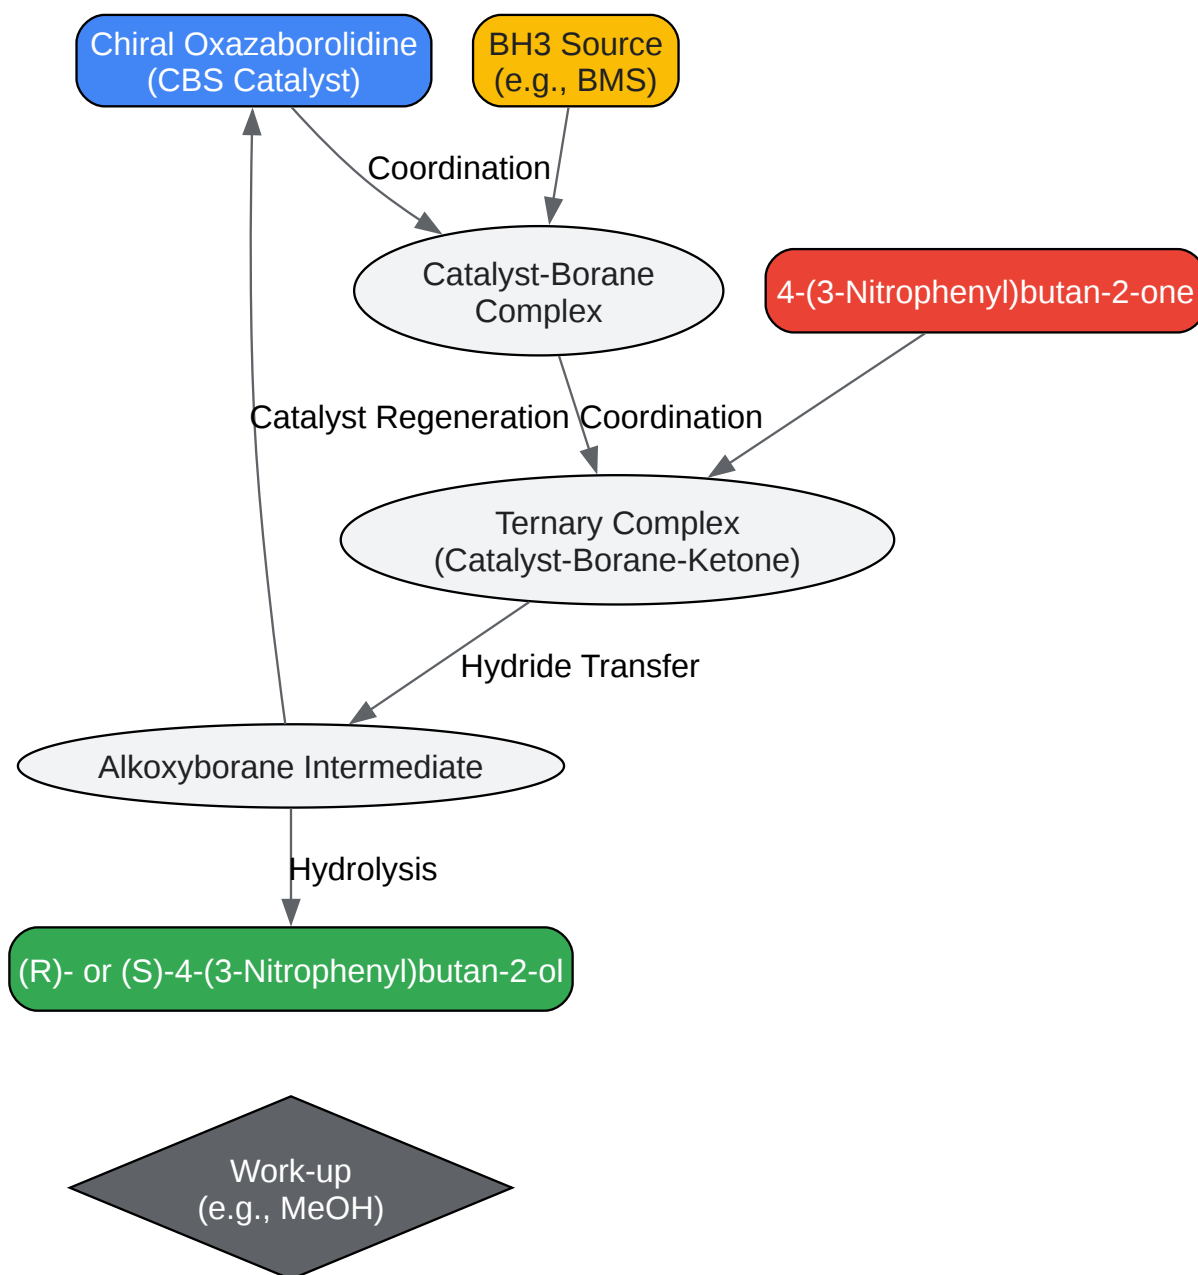 Chiral Oxazaborolidine
(CBS Catalyst)
BH3 Source
(e.g., BMS)
Coordination
Catalyst-Borane
Complex
4-(3-Nitrophenyl)butan-2-one
Catalyst Regeneration
Coordination
Ternary Complex
(Catalyst-Borane-Ketone)
Hydride Transfer
Alkoxyborane Intermediate
Hydrolysis
(R)- or (S)-4-(3-Nitrophenyl)butan-2-ol
Work-up
(e.g., MeOH)